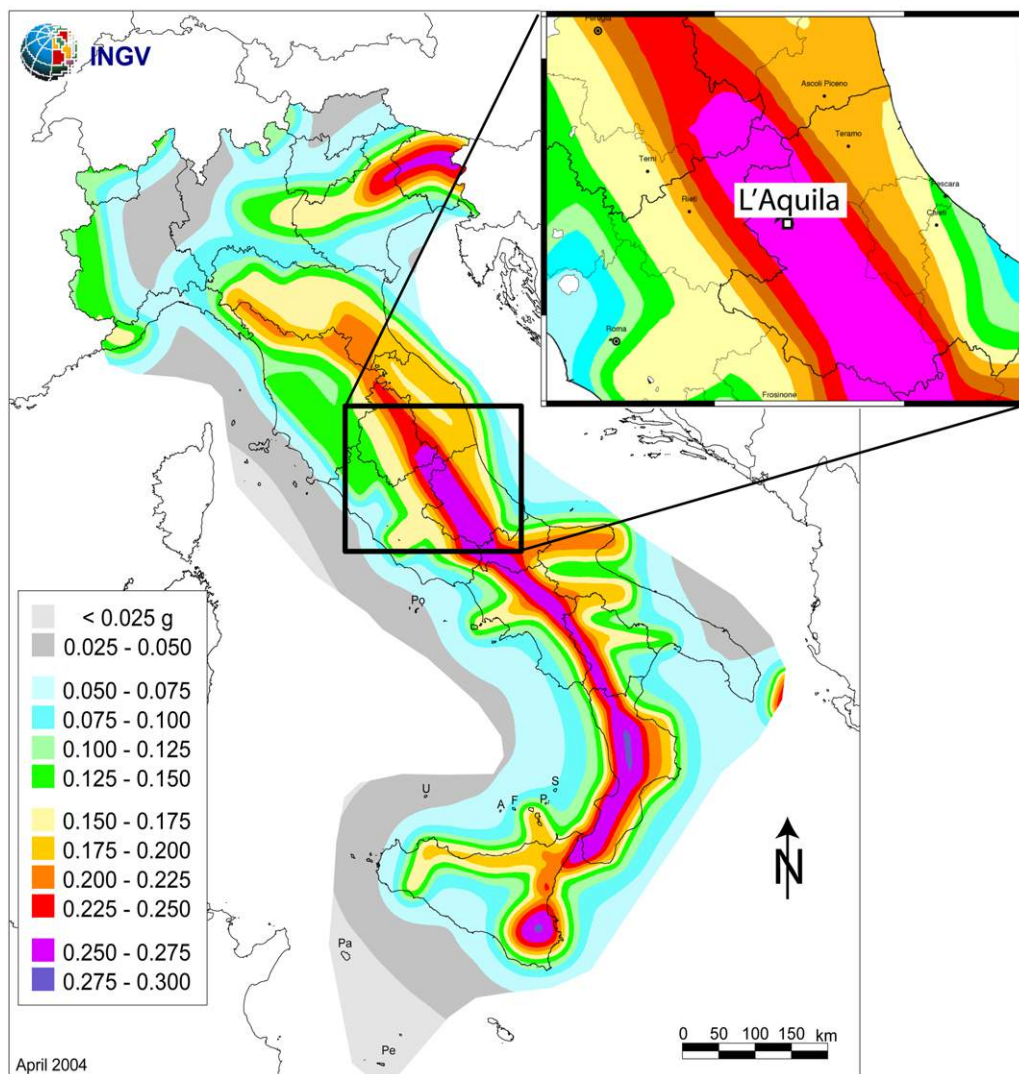 INGV
Perugia
Ascoli Piceno
Teramo
Terni
Pescara
Rieti
L'Aquila
Chieti
Roma
Frosinone
< 0.025 g
0.025 - 0.050
0.050 - 0.075
0.075 - 0.100
0.100 - 0.125
0.125 - 0.150
0.150 - 0.175
0.175 - 0.200
0.200 - 0.225
0.225 - 0.250
0.250 - 0.275
0.275 - 0.300
Po
U
S
A
F
P
Pa
Pe
N
0 50 100 150 km
April 2004